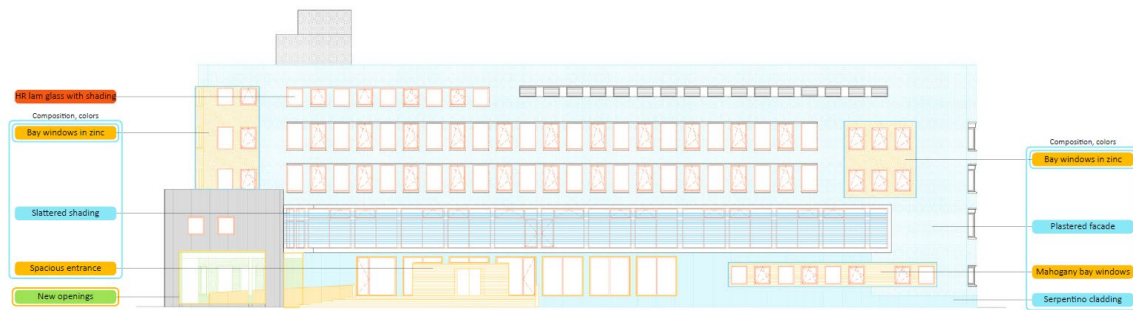 HR lam glass with shading
Composition, colors
Bay windows in zinc
Slattered shading
Spacious entrance
New openings
Composition, colors
Bay windows in zinc
Plastered facade
Mahogany bay windows
Serpentino cladding